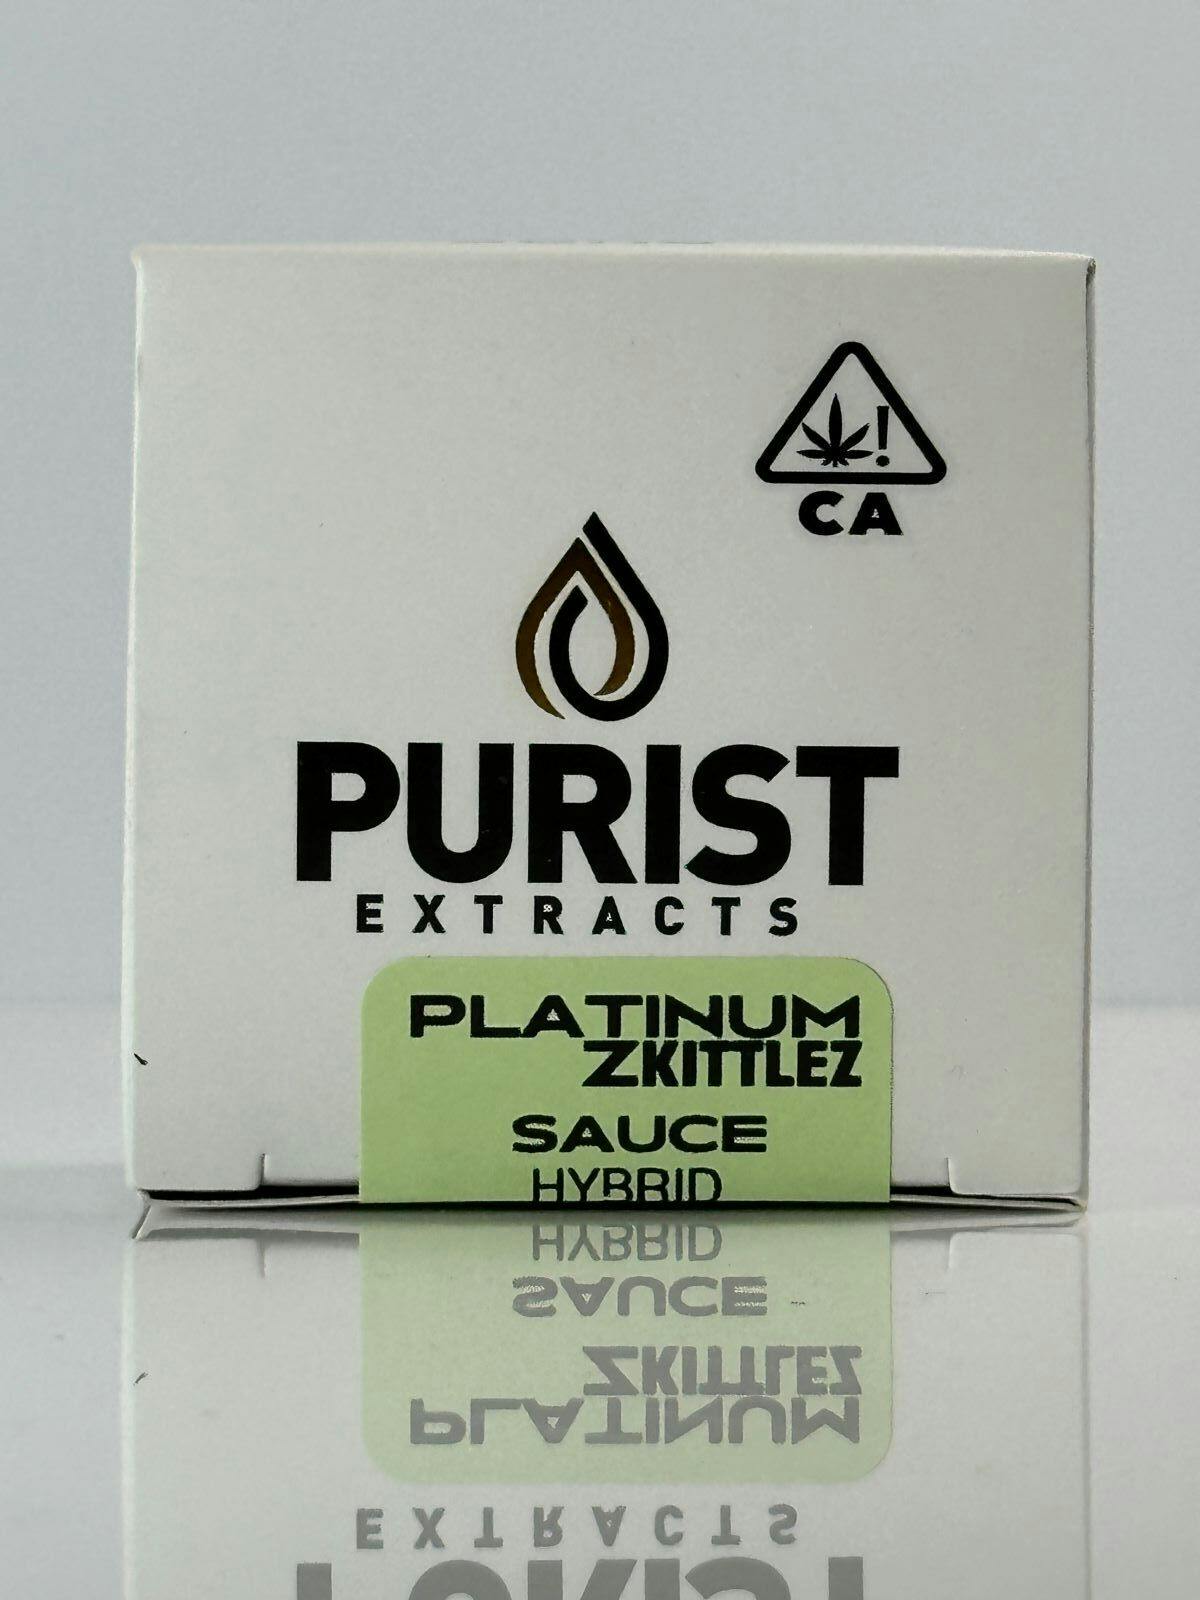 CA
PURIST
EXTRACTS
PLATINUM
ZKITTLEZ
SAUCE
HYBRID